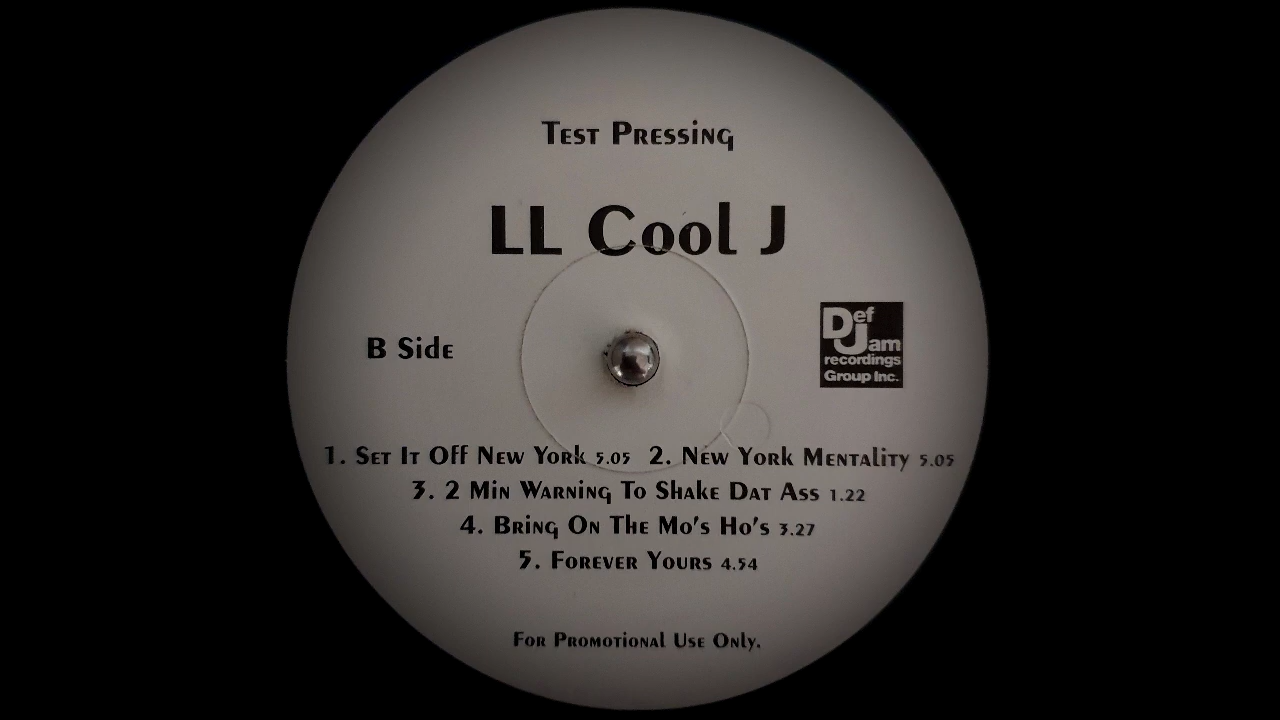 Test Pressing
LL Cool J
B Side
Def Jam
recordings
Group Inc.
1. Set It Off New York 5.05 2. New York Mentality 5.05
3. 2 Min Warning To Shake Dat Ass 1.22
4. Bring On The Mo's Ho's 3.27
5. Forever Yours 4.54
For Promotional Use Only.